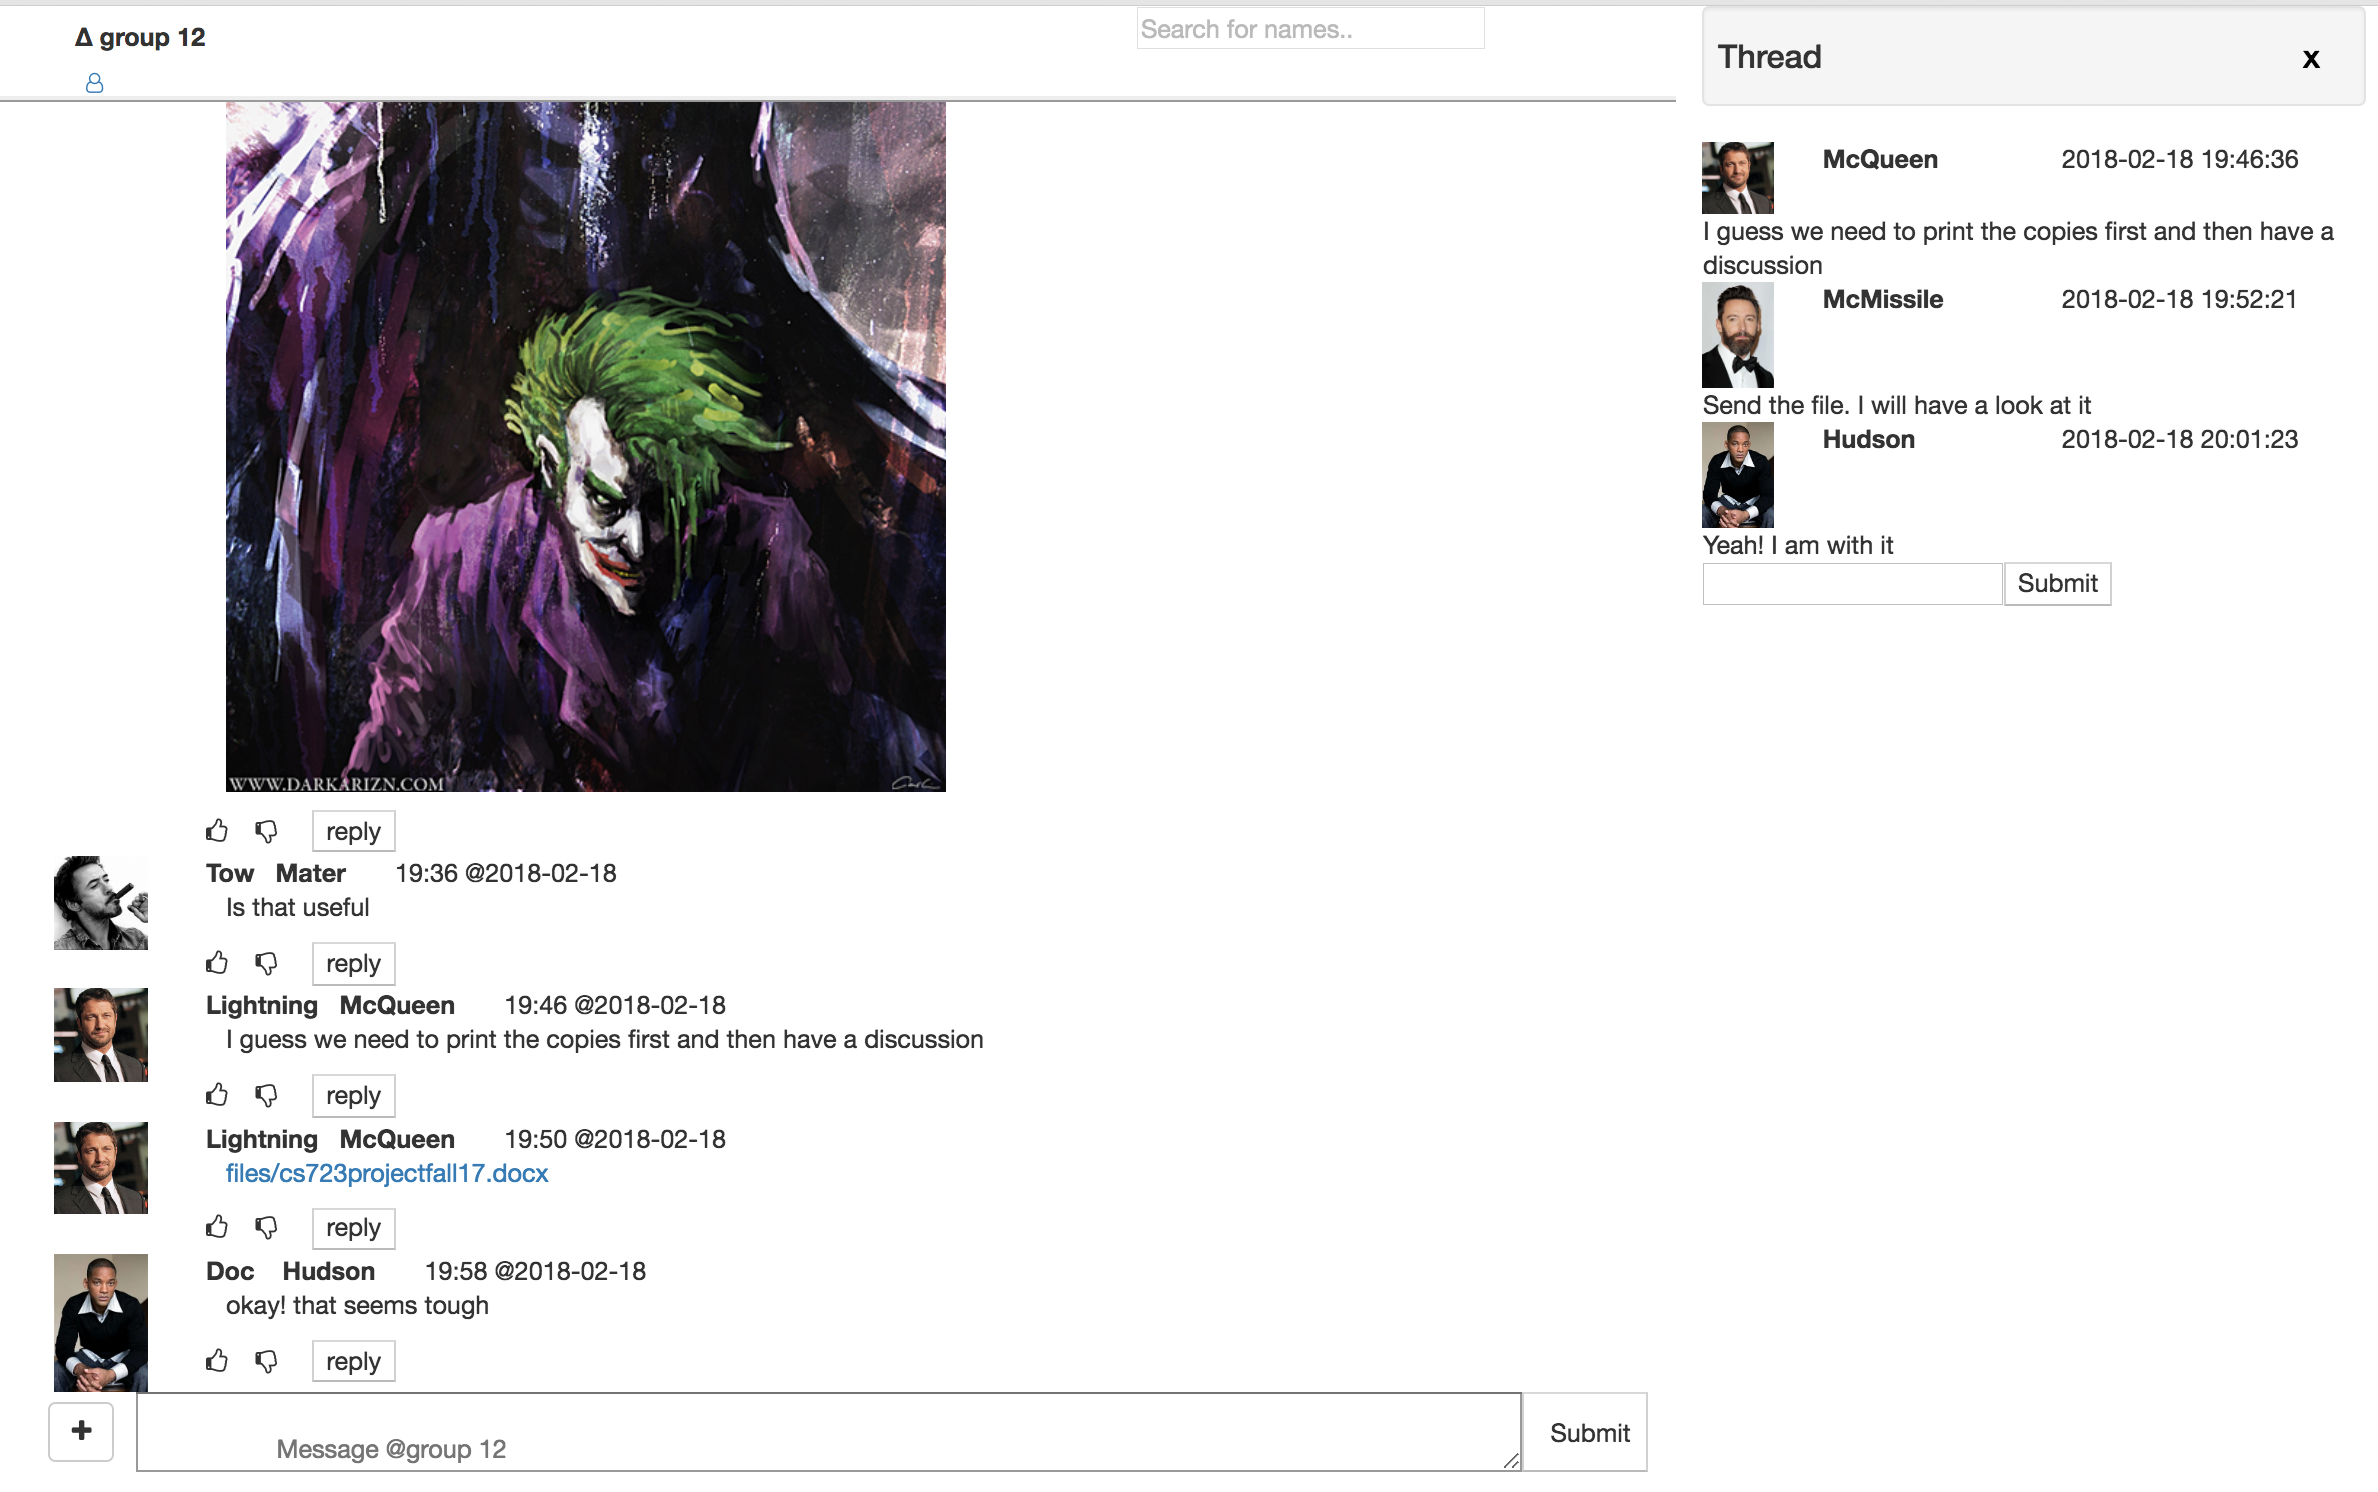 Δ group 12
Search for names..
WWW.DARKARIZN.COM
reply
Tow Mater 19:36 @2018-02-18
Is that useful
reply
Lightning McQueen 19:46 @2018-02-18
I guess we need to print the copies first and then have a discussion
reply
Lightning McQueen 19:50 @2018-02-18
files/cs723projectfall17.docx
reply
Doc Hudson 19:58 @2018-02-18
okay! that seems tough
reply
+
Message @group 12
Submit
Thread x
McQueen 2018-02-18 19:46:36
I guess we need to print the copies first and then have a
discussion
McMissile 2018-02-18 19:52:21
Send the file. I will have a look at it
Hudson 2018-02-18 20:01:23
Yeah! I am with it
Submit